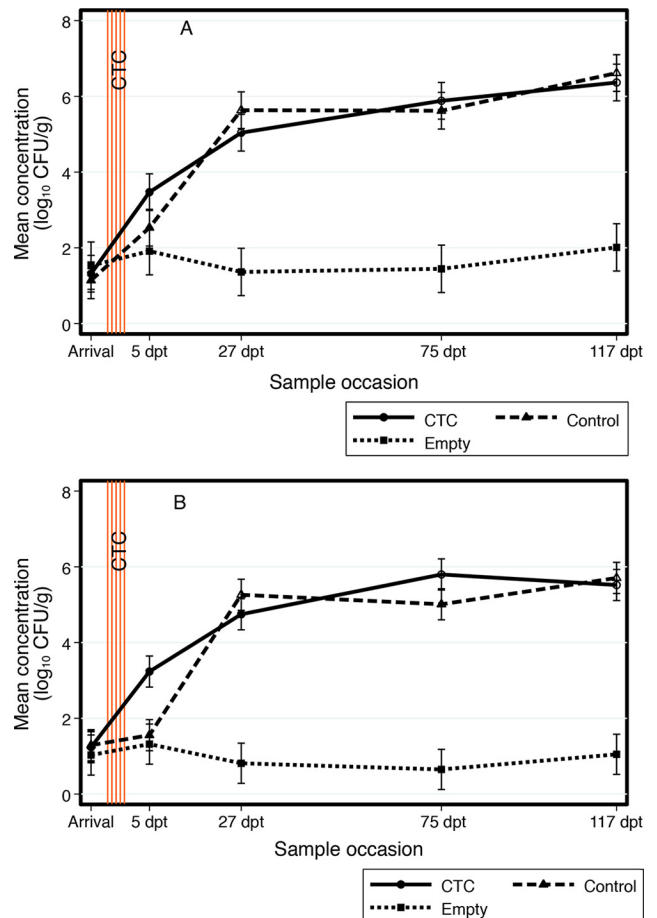 A
8
6
4
2
0
CTC
Mean concentration
(log₁₀ CFU/g)
Arrival 5 dpt 27 dpt 75 dpt 117 dpt
Sample occasion
CTC Control
Empty
B
8
6
4
2
0
CTC
Mean concentration
(log₁₀ CFU/g)
Arrival 5 dpt 27 dpt 75 dpt 117 dpt
Sample occasion
CTC Control
Empty